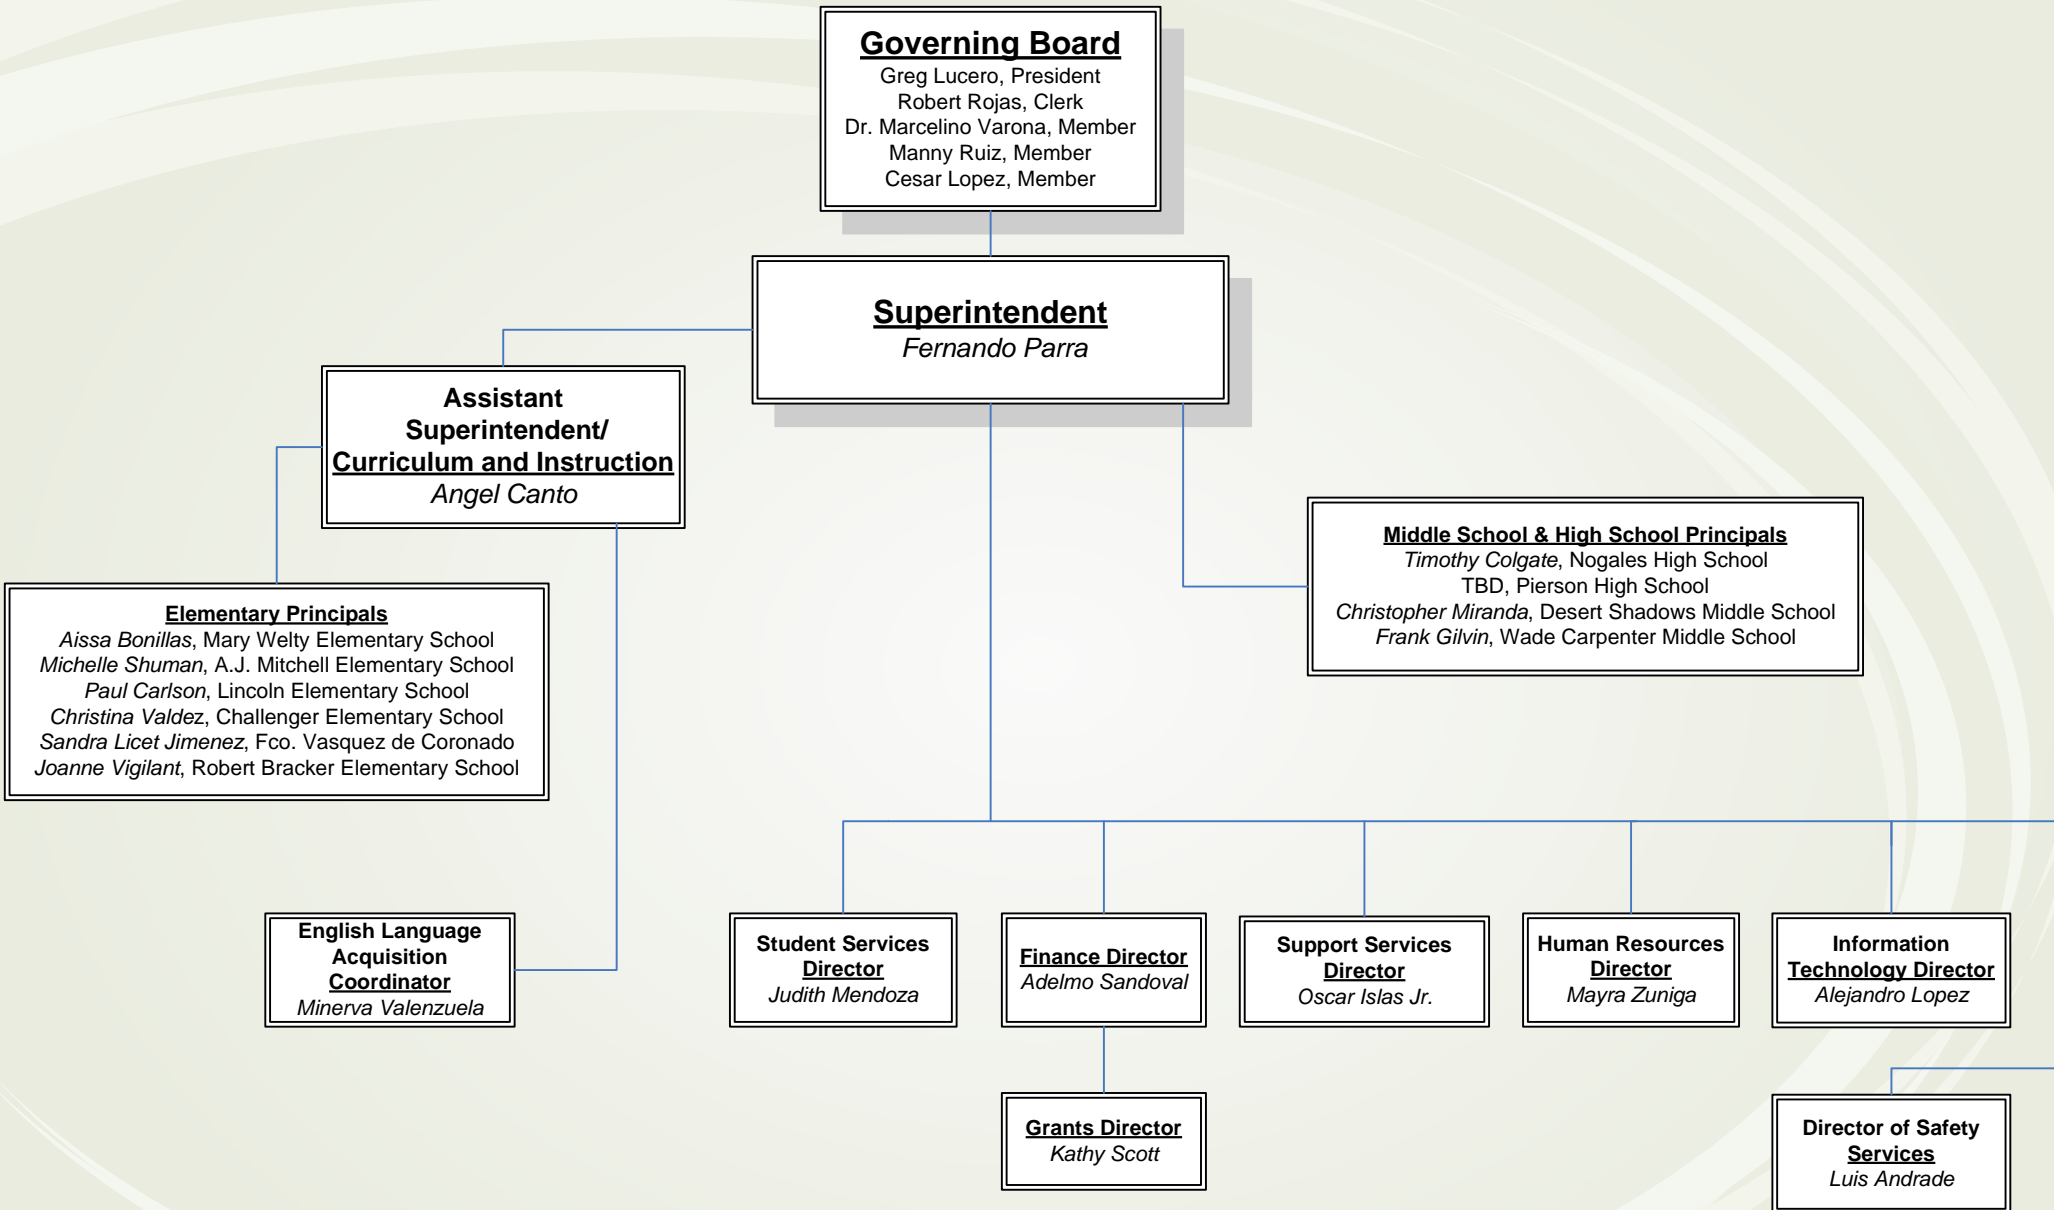 Governing Board
Greg Lucero, President
Robert Rojas, Clerk
Dr. Marcelino Varona, Member
Manny Ruiz, Member
Cesar Lopez, Member
Superintendent
Fernando Parra
Assistant
Superintendent/
Curriculum and Instruction
Angel Canto
Middle School & High School Principals
Timothy Colgate, Nogales High School
TBD, Pierson High School
Christopher Miranda, Desert Shadows Middle School
Frank Gilvin, Wade Carpenter Middle School
Elementary Principals
Aissa Bonillas, Mary Welty Elementary School
Michelle Shuman, A.J. Mitchell Elementary School
Paul Carlson, Lincoln Elementary School
Christina Valdez, Challenger Elementary School
Sandra Licet Jimenez, Fco. Vasquez de Coronado
Joanne Vigilant, Robert Bracker Elementary School
English Language
Acquisition
Coordinator
Minerva Valenzuela
Student Services
Director
Judith Mendoza
Finance Director
Adelmo Sandoval
Support Services
Director
Oscar Islas Jr.
Human Resources
Director
Mayra Zuniga
Information
Technology Director
Alejandro Lopez
Grants Director
Kathy Scott
Director of Safety
Services
Luis Andrade